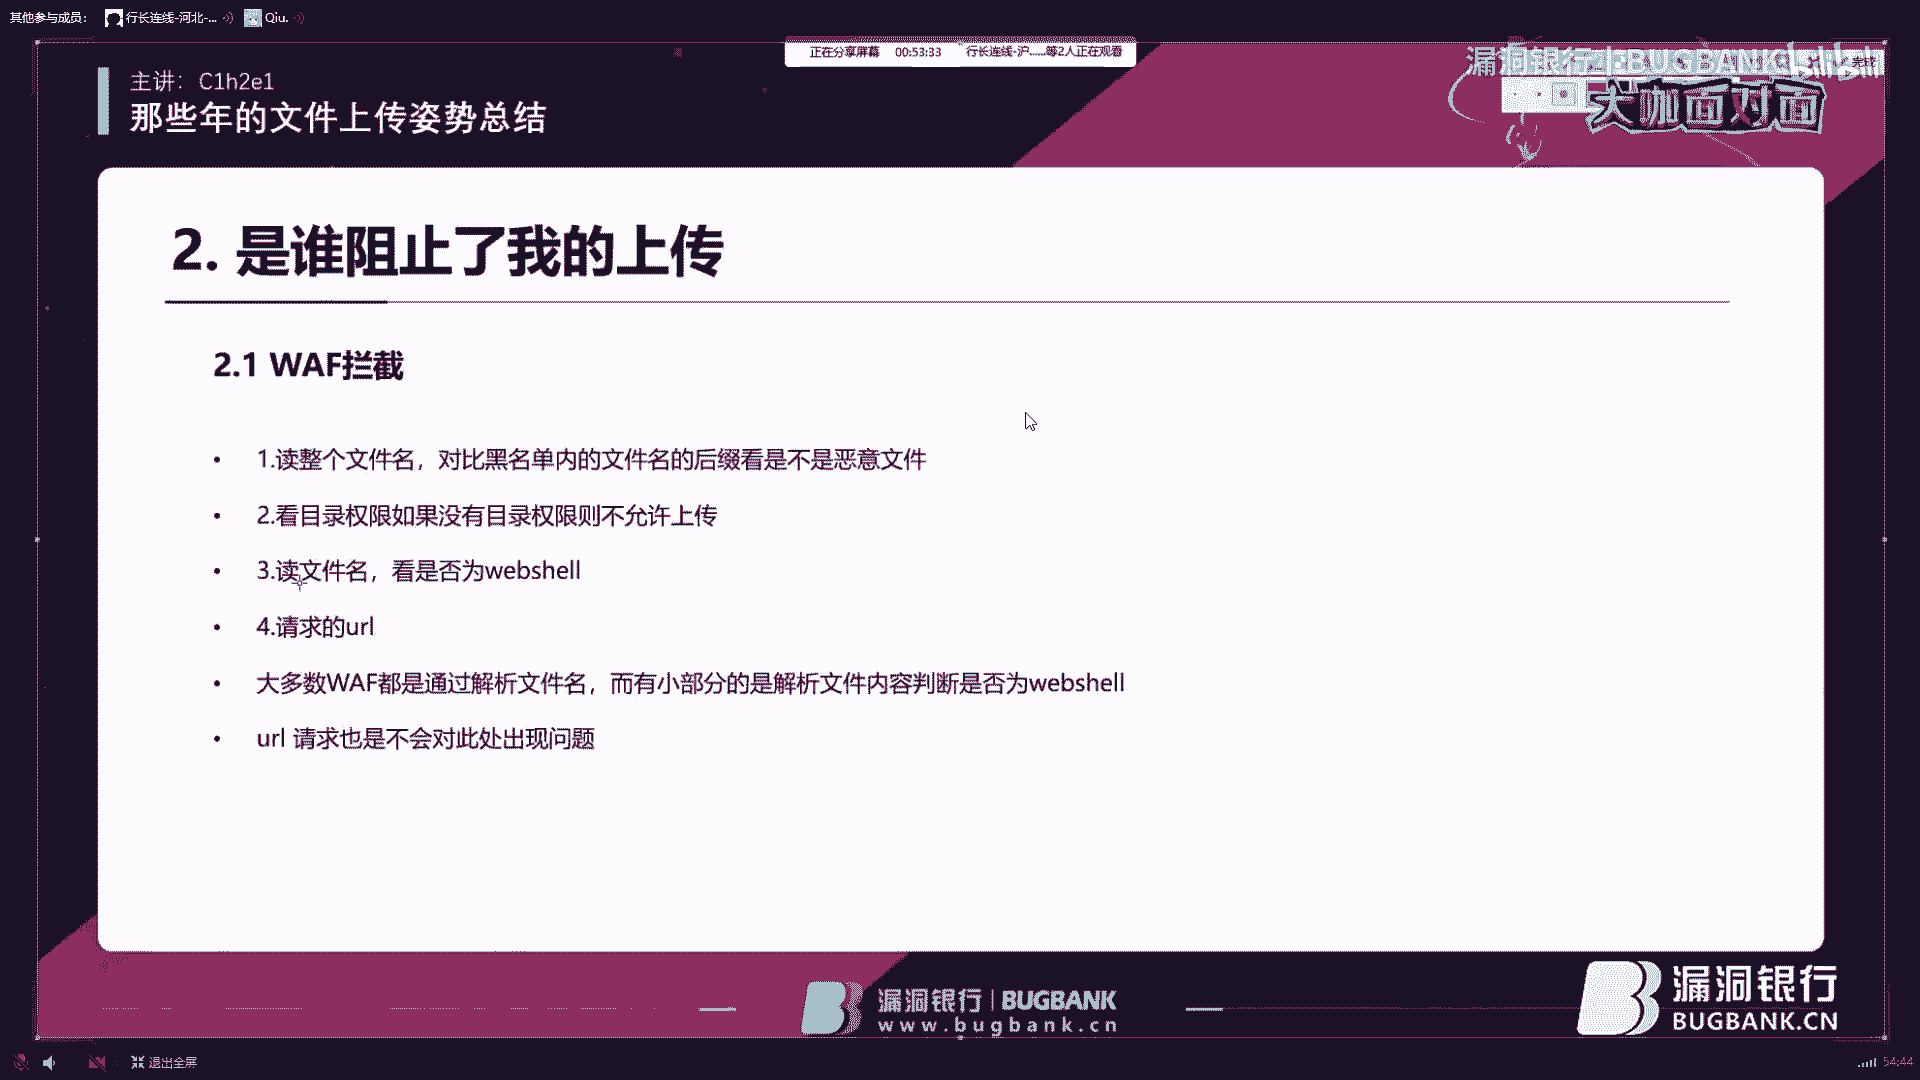 其他参与成员：
行长连线-河北-...
Qiu.
正在分享屏幕 00:53:33 行长连线-沪......等2人正在观看
漏洞银行 | BUGBANK bilibili
完成
大咖面对面
主讲：C1h2e1
那些年的文件上传姿势总结
2. 是谁阻止了我的上传
2.1 WAF拦截
• 1.读整个文件名，对比黑名单内的文件名的后缀看是不是恶意文件
• 2.看目录权限如果没有目录权限则不允许上传
• 3.读文件名，看是否为webshell
• 4.请求的url
• 大多数WAF都是通过解析文件名，而有小部分的是解析文件内容判断是否为webshell
• url 请求也是不会对此处出现问题
漏洞银行 | BUGBANK
www.bugbank.cn
漏洞银行
BUGBANK.CN
退出全屏
54:44